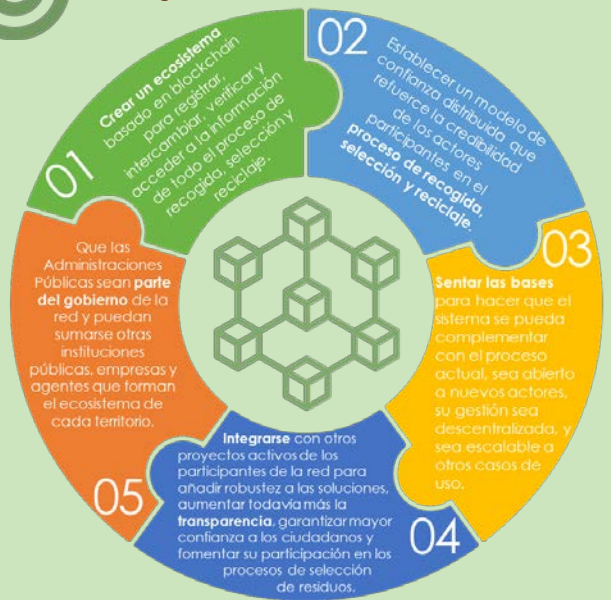 01
Crear un ecosistema
basado en blockchain
para registrar,
intercambiar, verificar y
acceder a la información
de todo el proceso de
recogida, selección y
reciclaje.
02
Establecer un modelo de
confianza distribuida, que
refuerce la credibilidad
de los actores
participantes en el
proceso de recogida,
selección y reciclaje.
03
Sentar las bases
para hacer que el
sistema se pueda
complementar
con el proceso
actual, sea abierto
a nuevos actores,
su gestión sea
descentralizada, y
sea escalable a
otros casos de
uso.
04
Integrarse con otros
proyectos activos de los
participantes de la red para
añadir robustez a las soluciones,
aumentar todavía más la
transparencia, garantizar mayor
confianza a los ciudadanos y
fomentar su participación en los
procesos de selección
de residuos.
05
Que las
Administraciones
Públicas sean parte
del gobierno de la
red y puedan
sumarse otras
instituciones
públicas, empresas y
agentes que forman
el ecosistema de
cada territorio.